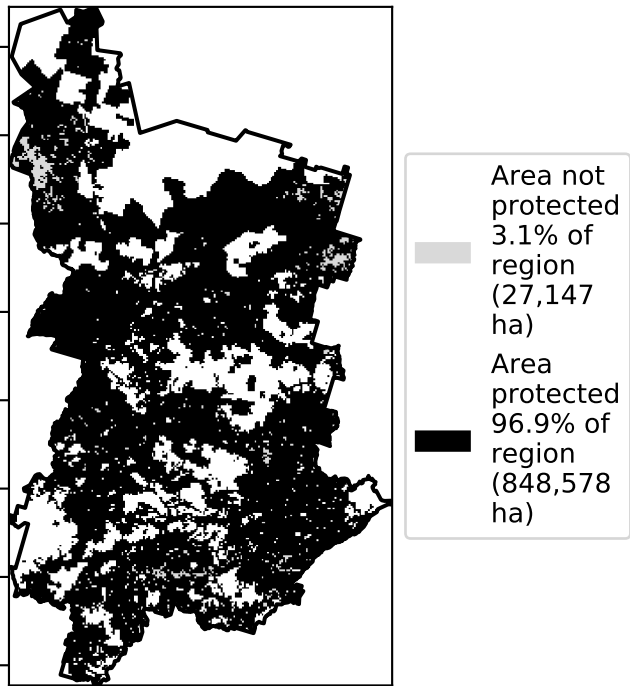 Area not
protected
3.1% of
region
(27,147
ha)
Area
protected
96.9% of
region
(848,578
ha)